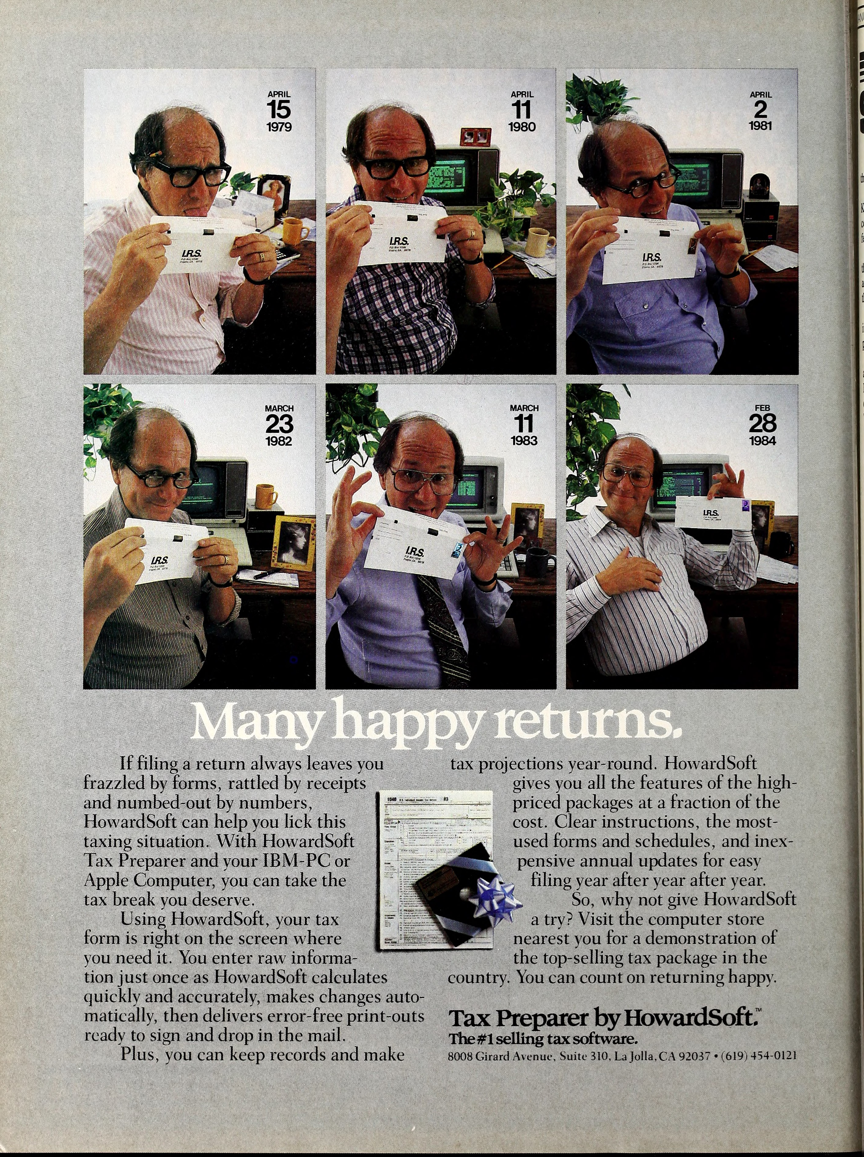 APRIL
15
1979
APRIL
11
1980
APRIL
2
1981
I.R.S.
I.R.S.
I.R.S.
MARCH
23
1982
MARCH
11
1983
FEB
28
1984
I.R.S.
I.R.S.
I.R.S.
Many happy returns.
If filing a return always leaves you
frazzled by forms, rattled by receipts
and numbed-out by numbers,
HowardSoft can help you lick this
taxing situation. With HowardSoft
Tax Preparer and your IBM-PC or
Apple Computer, you can take the
tax break you deserve.
Using HowardSoft, your tax
form is right on the screen where
you need it. You enter raw informa-
tion just once as HowardSoft calculates
quickly and accurately, makes changes auto-
matically, then delivers error-free print-outs
ready to sign and drop in the mail.
Plus, you can keep records and make
1040
tax projections year-round. HowardSoft
gives you all the features of the high-
priced packages at a fraction of the
cost. Clear instructions, the most-
used forms and schedules, and inex-
pensive annual updates for easy
filing year after year after year.
So, why not give HowardSoft
a try? Visit the computer store
nearest you for a demonstration of
the top-selling tax package in the
country. You can count on returning happy.
Tax Preparer by HowardSoft.™
The #1 selling tax software.
8008 Girard Avenue, Suite 310, La Jolla, CA 92037 • (619) 454-0121